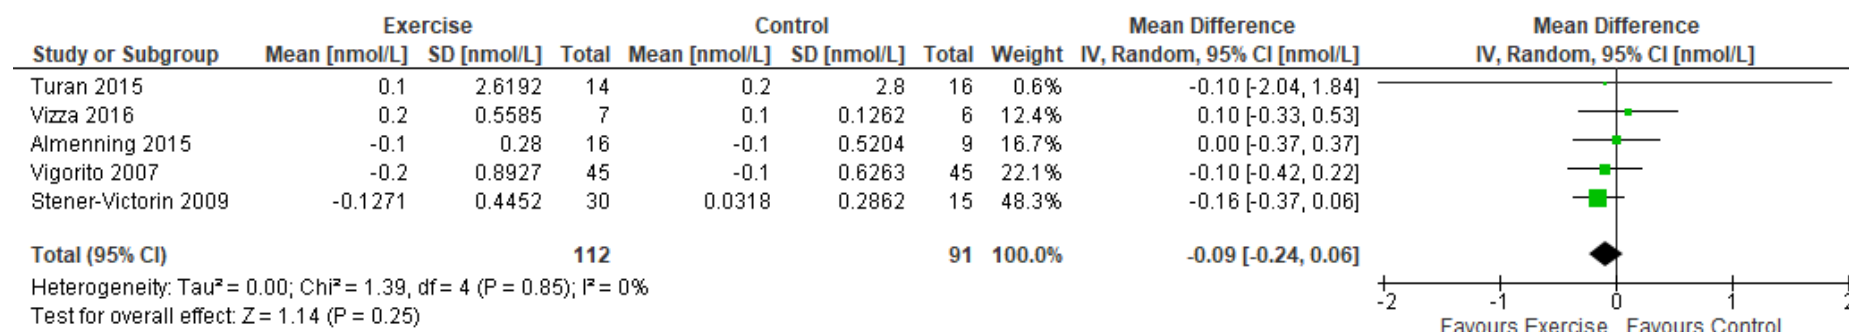 Exercise Control Mean Difference Mean Difference
Study or Subgroup Mean [nmol/L] SD [nmol/L] Total Mean [nmol/L] SD [nmol/L] Total Weight IV, Random, 95% CI [nmol/L] IV, Random, 95% CI [nmol/L]
Turan 2015 0.1 2.6192 14 0.2 2.8 16 0.6% -0.10 [-2.04, 1.84]
Vizza 2016 0.2 0.5585 7 0.1 0.1262 6 12.4% 0.10 [-0.33, 0.53]
Almenning 2015 -0.1 0.28 16 -0.1 0.5204 9 16.7% 0.00 [-0.37, 0.37]
Vigorito 2007 -0.2 0.8927 45 -0.1 0.6263 45 22.1% -0.10 [-0.42, 0.22]
Stener-Victorin 2009 -0.1271 0.4452 30 0.0318 0.2862 15 48.3% -0.16 [-0.37, 0.06]
Total (95% CI) 112 91 100.0% -0.09 [-0.24, 0.06]
Heterogeneity: Tau² = 0.00; Chi² = 1.39, df = 4 (P = 0.85); I² = 0%
Test for overall effect: Z = 1.14 (P = 0.25)
-2 -1 0 1 2
Favours Exercise Favours Control